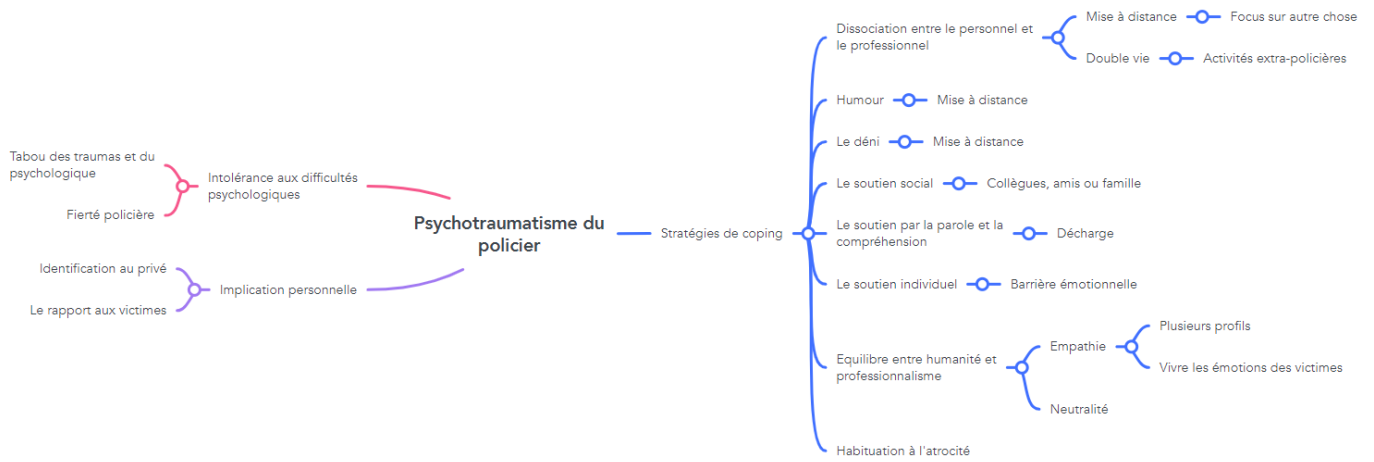 Tabou des traumas et du
psychologique
Fierté policière
Intolérance aux difficultés
psychologiques
Identification au privé
Le rapport aux victimes
Implication personnelle
Psychotraumatisme du
policier
Stratégies de coping
Dissociation entre le personnel et
le professionnel
Mise à distance
Focus sur autre chose
Double vie
Activités extra-policières
Humour
Mise à distance
Le déni
Mise à distance
Le soutien social
Collègues, amis ou famille
Le soutien par la parole et la
compréhension
Décharge
Le soutien individuel
Barrière émotionnelle
Equilibre entre humanité et
professionnalisme
Empathie
Plusieurs profils
Vivre les émotions des victimes
Neutralité
Habituation à l'atrocité